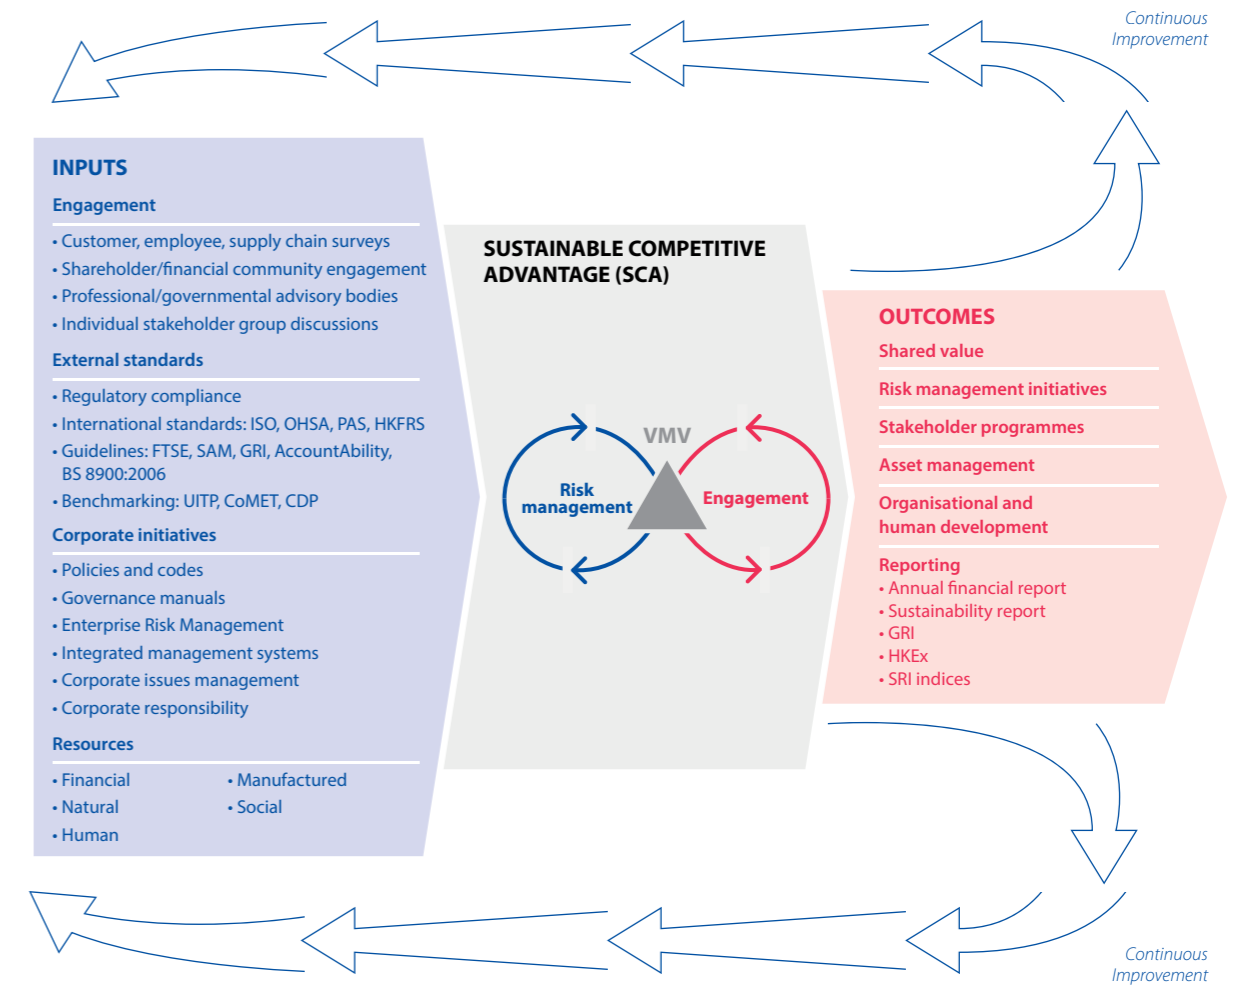 Continuous
Improvement
INPUTS
Engagement
• Customer, employee, supply chain surveys
• Shareholder/financial community engagement
• Professional/governmental advisory bodies
• Individual stakeholder group discussions
External standards
• Regulatory compliance
• International standards: ISO, OHSA, PAS, HKFRS
• Guidelines: FTSE, SAM, GRI, AccountAbility,
BS 8900:2006
• Benchmarking: UITP, CoMET, CDP
Corporate initiatives
• Policies and codes
• Governance manuals
• Enterprise Risk Management
• Integrated management systems
• Corporate issues management
• Corporate responsibility
Resources
• Financial
• Natural
• Human
• Manufactured
• Social
SUSTAINABLE COMPETITIVE
ADVANTAGE (SCA)
VMV
Risk
management
Engagement
OUTCOMES
Shared value
Risk management initiatives
Stakeholder programmes
Asset management
Organisational and
human development
Reporting
• Annual financial report
• Sustainability report
• GRI
• HKEx
• SRI indices
Continuous
Improvement